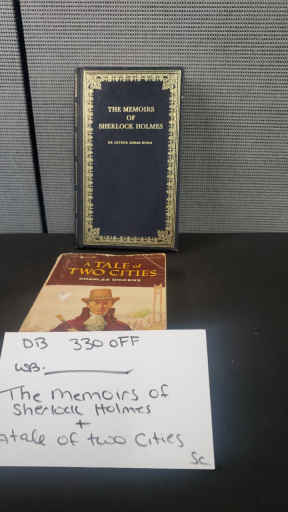 THE MEMOIRS
OF
SHERLOCK HOLMES
SIR ARTHUR CONAN DOYLE
A TALE of
TWO CITIES
CHARLES DICKENS
DB 330 OFF
WB.
The Memoirs of
Sherlock Holmes
+
A tale of two Cities
Sc